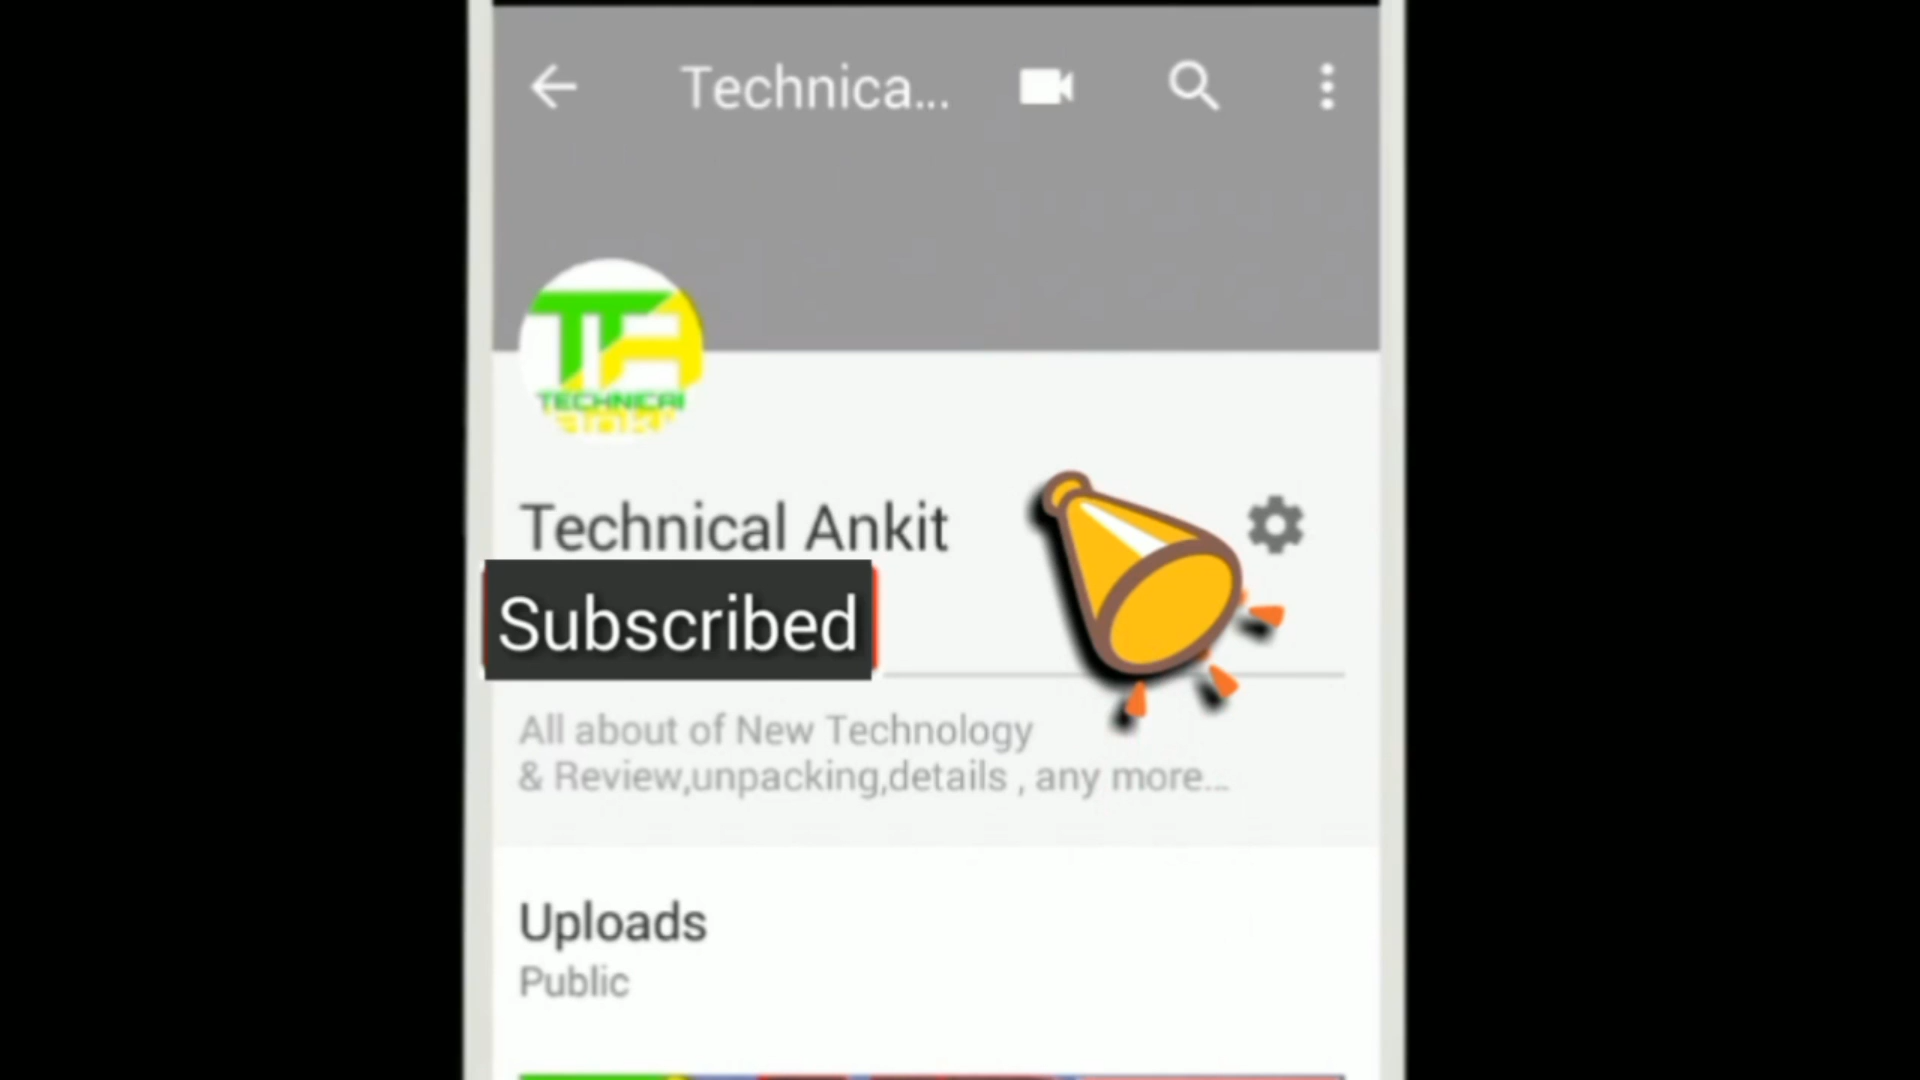 Technica...
TECHNICAL
Technical Ankit
Subscribed
All about of New Technology
& Review,unpacking,details , any more...
Uploads
Public